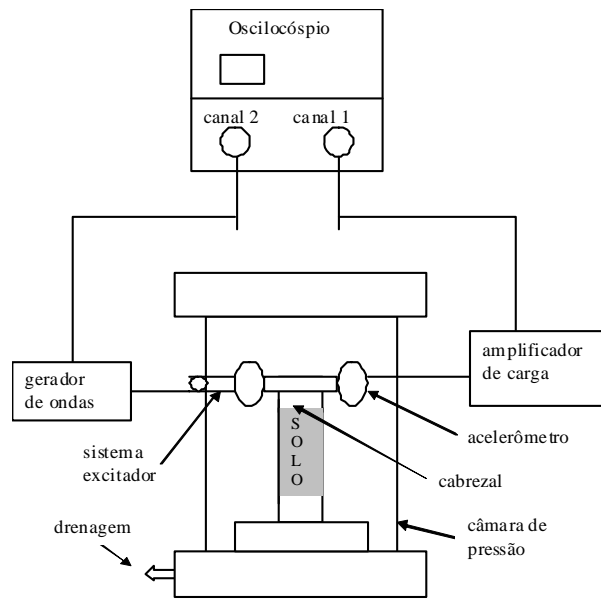 Oscilocóspio
canal 2
canal 1
gerador
de ondas
amplificador
de carga
S
O
L
O
sistema
excitador
acelerômetro
cabrezal
drenagem
câmara de
pressão